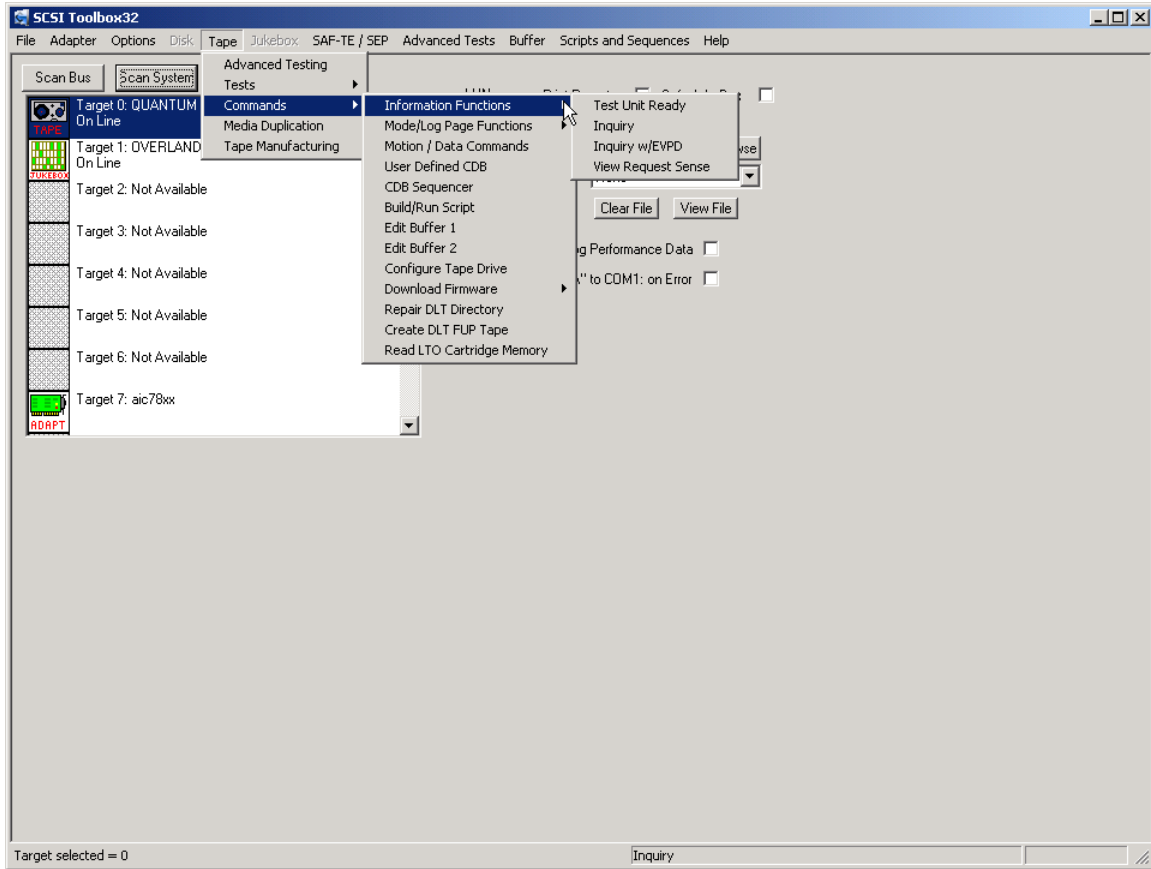 SCSI Toolbox32
File Adapter Options Disk Tape Jukebox SAF-TE / SEP Advanced Tests Buffer Scripts and Sequences Help
Scan Bus Scan System
Target 0: QUANTUM
On Line
TAPE
Target 1: OVERLAND
On Line
JUKEBOX
Target 2: Not Available
Target 3: Not Available
Target 4: Not Available
Target 5: Not Available
Target 6: Not Available
Target 7: aic78xx
ADAPT
Advanced Testing
Tests
Commands
Media Duplication
Tape Manufacturing
Information Functions
Mode/Log Page Functions
Motion / Data Commands
User Defined CDB
CDB Sequencer
Build/Run Script
Edit Buffer 1
Edit Buffer 2
Configure Tape Drive
Download Firmware
Repair DLT Directory
Create DLT FUP Tape
Read LTO Cartridge Memory
Test Unit Ready
Inquiry
Inquiry w/EVPD
View Request Sense
Clear File View File
Performance Data
to COM1: on Error
Target selected = 0
Inquiry